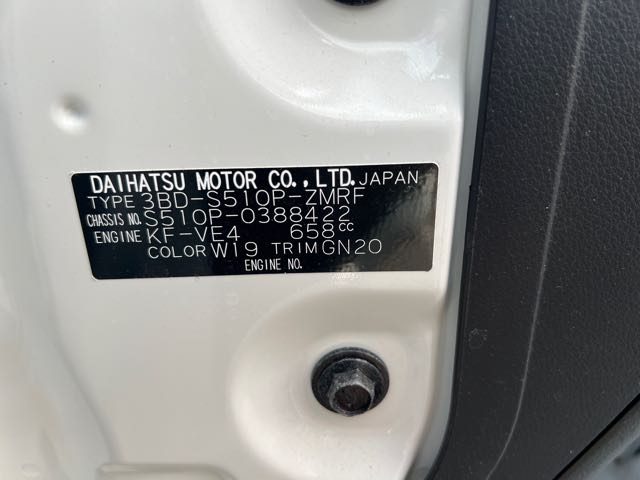 DAIHATSU MOTOR CO., LTD. JAPAN
TYPE 3BD-S510P-ZMRF
CHASSIS NO. S510P-0388422
ENGINE KF-VE4 658cc
COLOR W19 TRIM GN20
ENGINE NO.